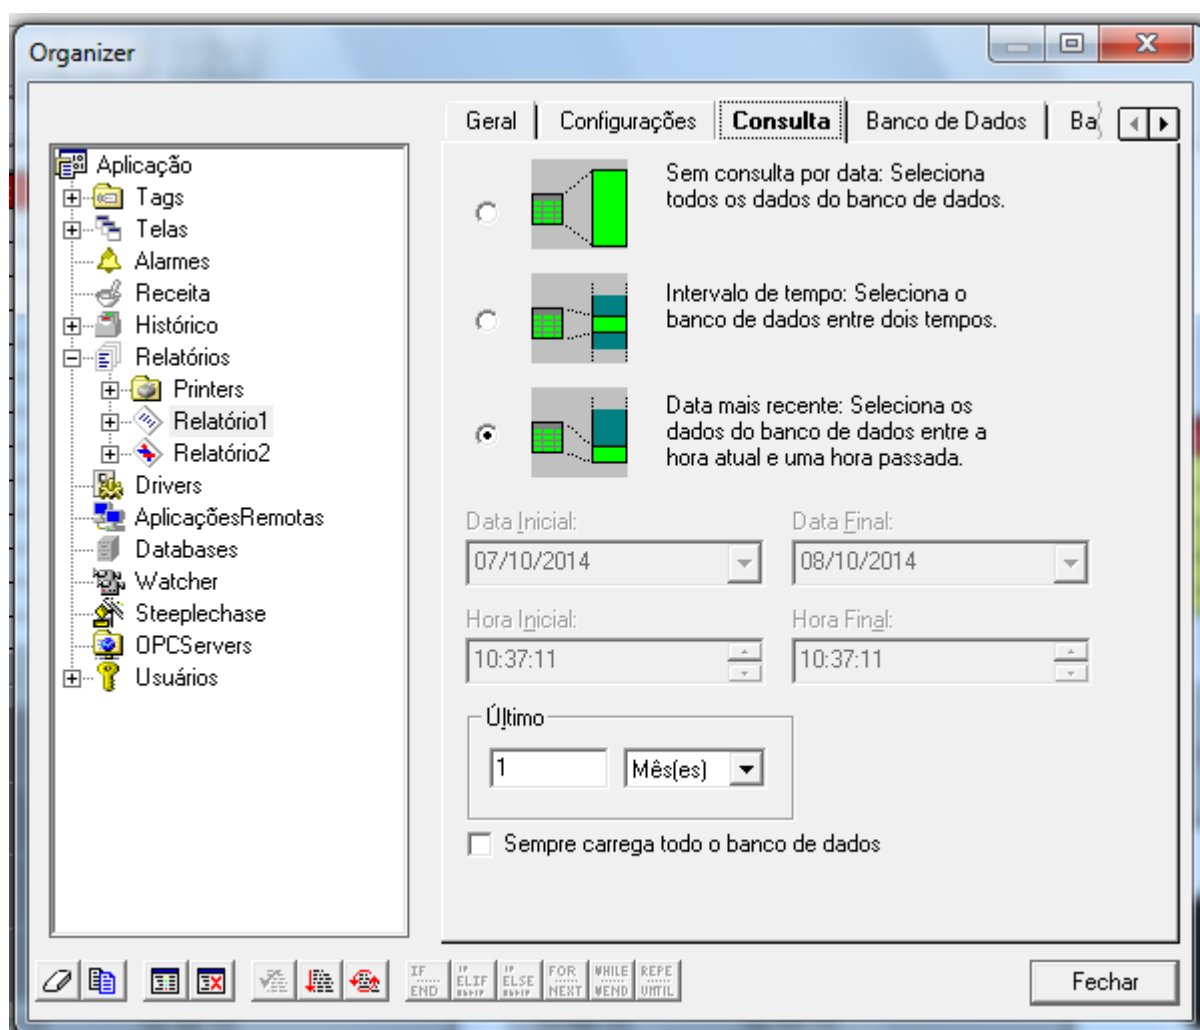 Organizer
Geral
Configurações
Consulta
Banco de Dados
Ba
Aplicação
Tags
Telas
Alarmes
Receita
Histórico
Relatórios
Printers
Relatório1
Relatório2
Drivers
AplicaçõesRemotas
Databases
Watcher
Steeplechase
OPCServers
Usuários
Sem consulta por data: Seleciona
todos os dados do banco de dados.
Intervalo de tempo: Seleciona o
banco de dados entre dois tempos.
Data mais recente: Seleciona os
dados do banco de dados entre a
hora atual e uma hora passada.
Data Inicial:
Data Final:
07/10/2014
08/10/2014
Hora Inicial:
Hora Final:
10:37:11
10:37:11
Último
1
Mês(es)
Sempre carrega todo o banco de dados
IF
END
IF
ELIF
IF
ELSE
FOR
NEXT
WHILE
WEND
REPE
UNTIL
Fechar